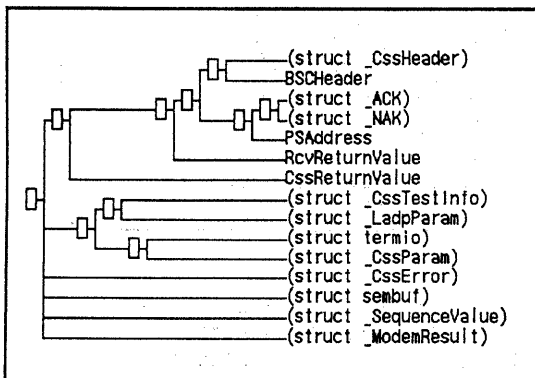 (struct _CssHeader)
BSCHeader
(struct _ACK)
(struct _NAK)
PSAddress
RcvReturnValue
CssReturnValue
(struct _CssTestInfo)
(struct _LadpParam)
(struct termio)
(struct _CssParam)
(struct _CssError)
(struct sembuf)
(struct _SequenceValue)
(struct _ModemResult)